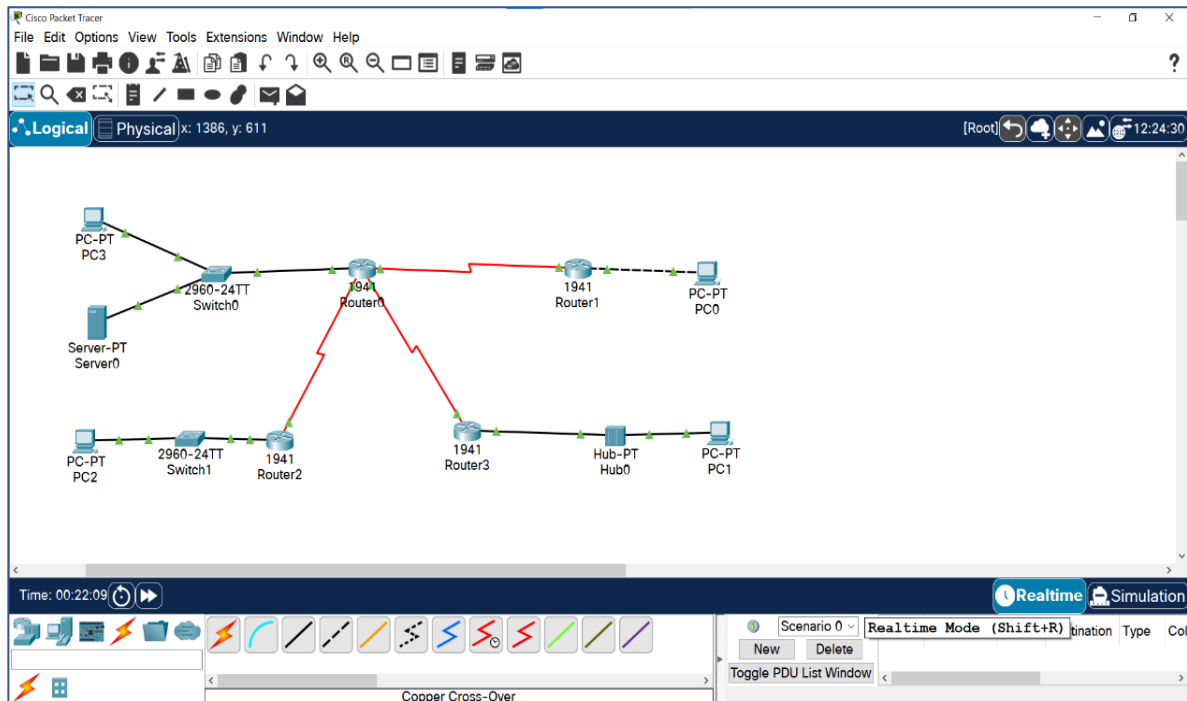 Cisco Packet Tracer
File Edit Options View Tools Extensions Window Help
Logical Physical x: 1386, y: 611 [Root] 12:24:30
PC-PT
PC3
2960-24TT
Switch0
1941
Router0
1941
Router1
PC-PT
PC0
Server-PT
Server0
PC-PT
PC2
2960-24TT
Switch1
1941
Router2
1941
Router3
Hub-PT
Hub0
PC-PT
PC1
Time: 00:22:09 Realtime Simulation
Scenario 0 Realtime Mode (Shift+R) tination Type Col
New Delete
Toggle PDU List Window
Copper Cross-Over